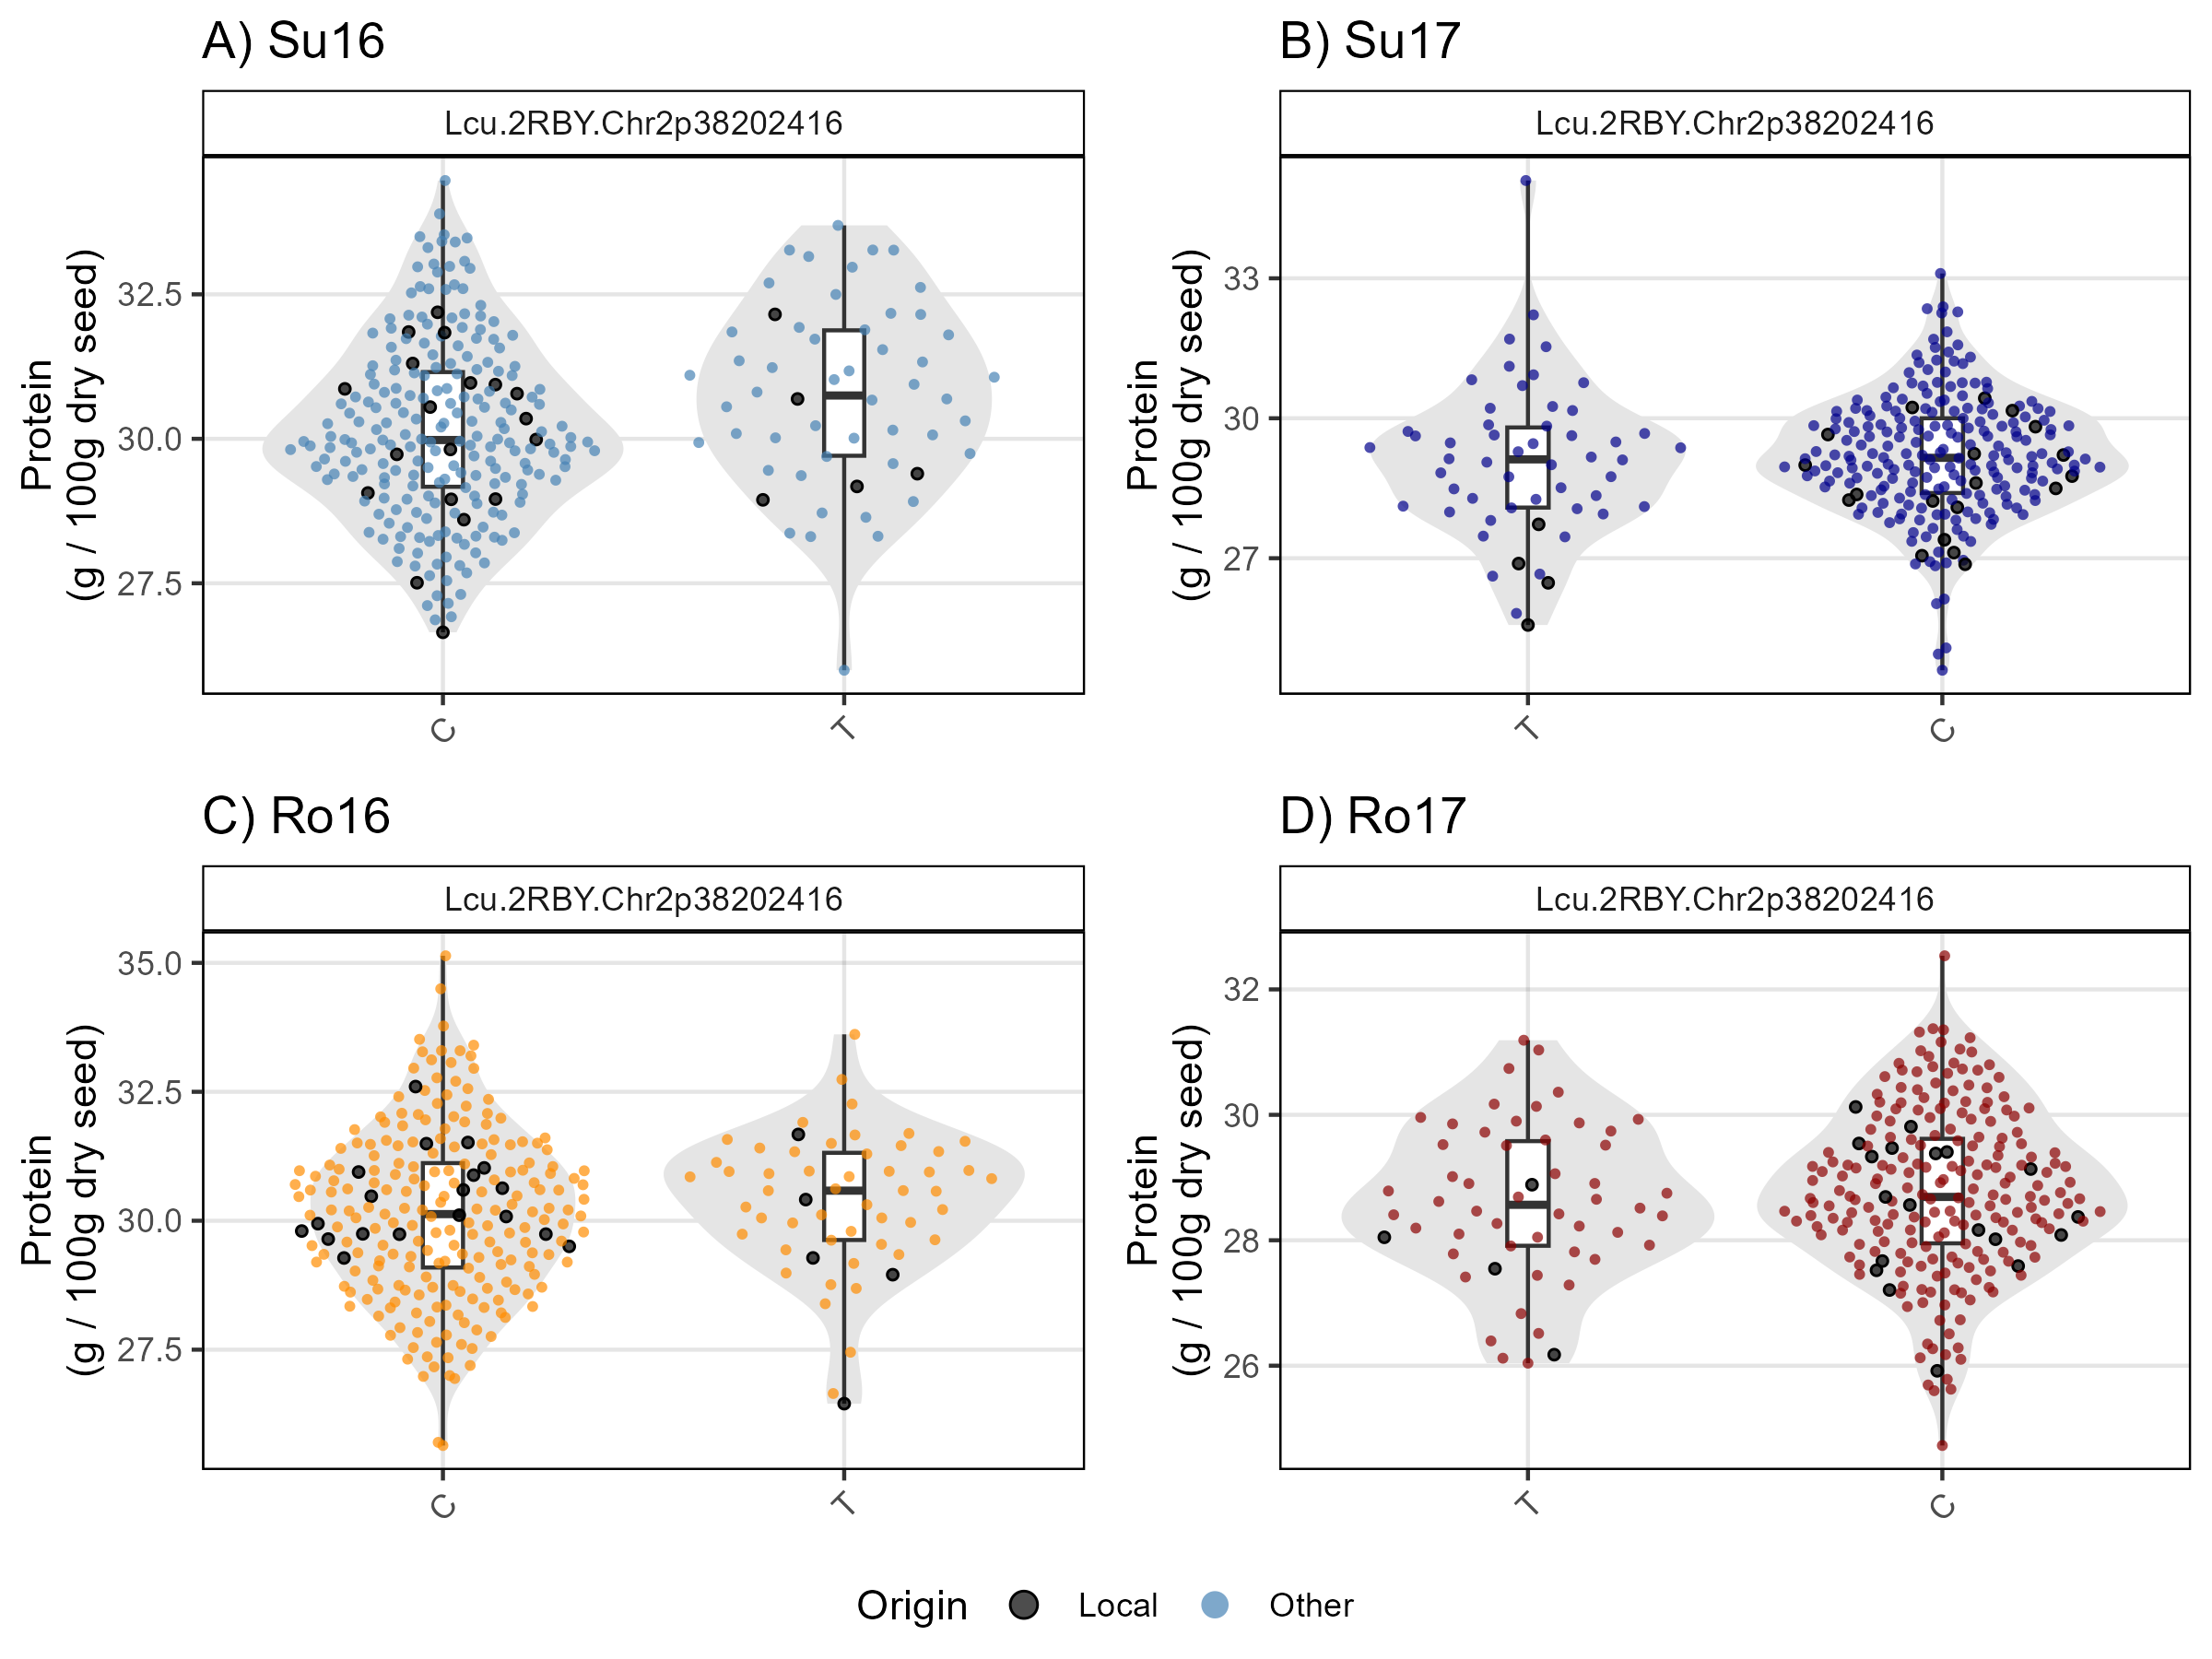 A) Su16
Lcu.2RBY.Chr2p38202416
Protein
(g / 100g dry seed)
32.5
30.0
27.5
C
T
B) Su17
Lcu.2RBY.Chr2p38202416
Protein
(g / 100g dry seed)
33
30
27
T
C
C) Ro16
Lcu.2RBY.Chr2p38202416
Protein
(g / 100g dry seed)
35.0
32.5
30.0
27.5
C
T
D) Ro17
Lcu.2RBY.Chr2p38202416
Protein
(g / 100g dry seed)
32
30
28
26
T
C
Origin Local Other